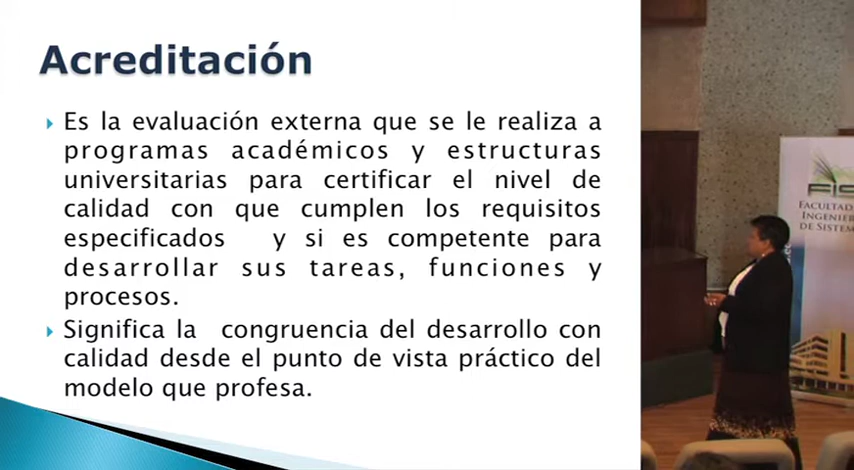 Acreditación
Es la evaluación externa que se le realiza a
programas académicos y estructuras
universitarias para certificar el nivel de
calidad con que cumplen los requisitos
especificados y si es competente para
desarrollar sus tareas, funciones y
procesos.
Significa la congruencia del desarrollo con
calidad desde el punto de vista práctico del
modelo que profesa.
FIS
FACULTAD
INGENIER
DE SISTEM